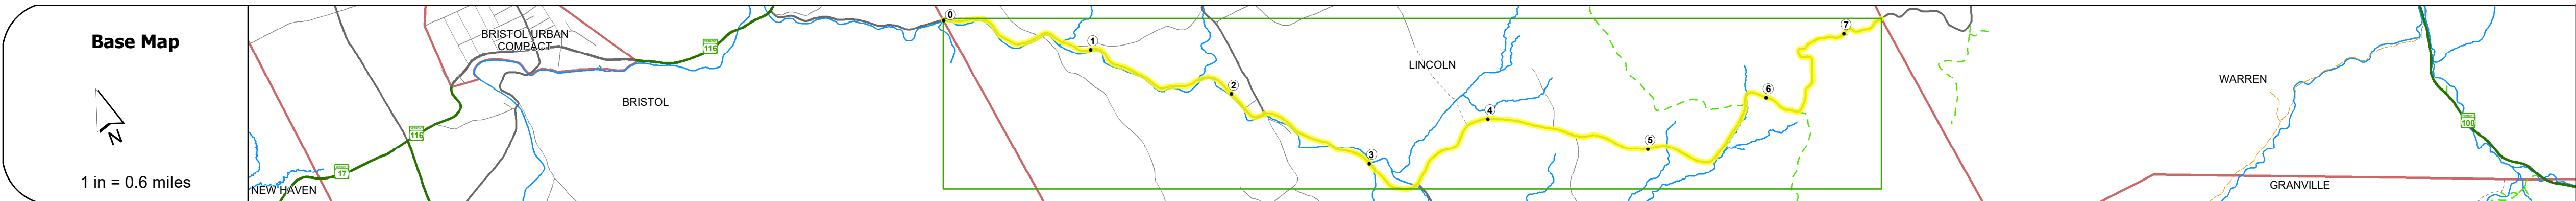 Base Map
N
1 in = 0.6 miles
NEW HAVEN
17
116
BRISTOL URBAN
COMPACT
116
BRISTOL
0
1
2
3
LINCOLN
4
5
6
7
WARREN
100
GRANVILLE